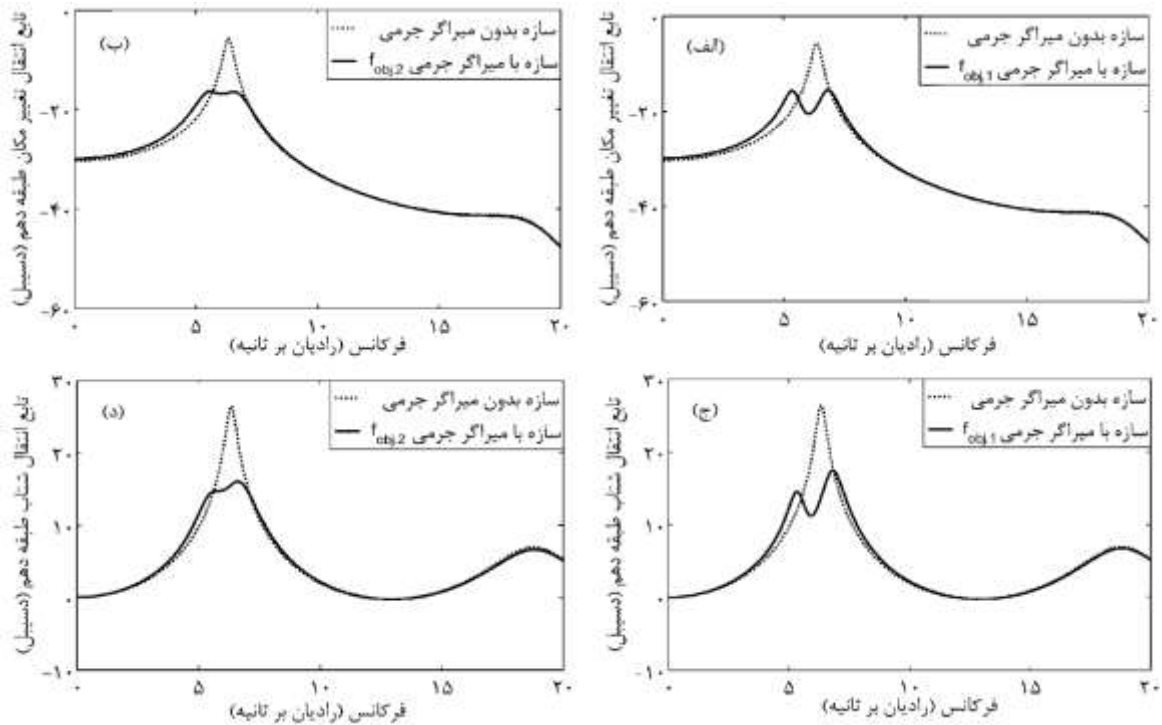 تابع انتقال تغییر مکان طبقه دهم (دسیبل)
(الف)
سازه بدون میراگر جرمی
سازه با میراگر جرمی fobj.1
۰
-۲۰
-۴۰
-۶۰
۰ ۵ ۱۰ ۱۵ ۲۰
فرکانس (رادیان بر ثانیه)
تابع انتقال تغییر مکان طبقه دهم (دسیبل)
(ب)
سازه بدون میراگر جرمی
سازه با میراگر جرمی fobj.2
۰
-۲۰
-۴۰
-۶۰
۰ ۵ ۱۰ ۱۵ ۲۰
فرکانس (رادیان بر ثانیه)
تابع انتقال شتاب طبقه دهم (دسیبل)
(ج)
سازه بدون میراگر جرمی
سازه با میراگر جرمی fobj.1
۳۰
۲۰
۱۰
۰
-۱۰
۰ ۵ ۱۰ ۱۵ ۲۰
فرکانس (رادیان بر ثانیه)
تابع انتقال شتاب طبقه دهم (دسیبل)
(د)
سازه بدون میراگر جرمی
سازه با میراگر جرمی fobj.2
۳۰
۲۰
۱۰
۰
-۱۰
۰ ۵ ۱۰ ۱۵ ۲۰
فرکانس (رادیان بر ثانیه)